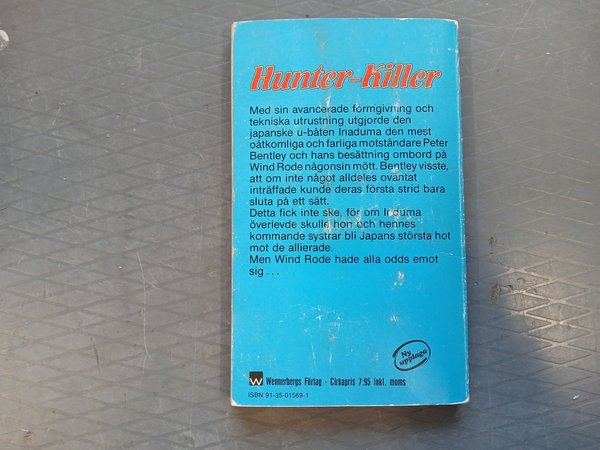 Hunter-Killer
Med sin avancerade formgivning och
tekniska utrustning utgjorde den
japanske u-båten Inaduma den mest
oåtkomliga och farliga motståndare Peter
Bentley och hans besättning ombord på
Wind Rode någonsin mött. Bentley visste,
att om inte något alldeles oväntat
inträffade kunde deras första strid bara
sluta på ett sätt.
Detta fick inte ske, för om Induma
överlevde skulle hon och hennes
kommande systrar bli Japans största hot
mot de allierade.
Men Wind Rode hade alla odds emot
sig . . .
Ny
upplaga
W Wennerbergs Förlag · Cirkapris 7:95 inkl. moms
ISBN 91-35-01569-1